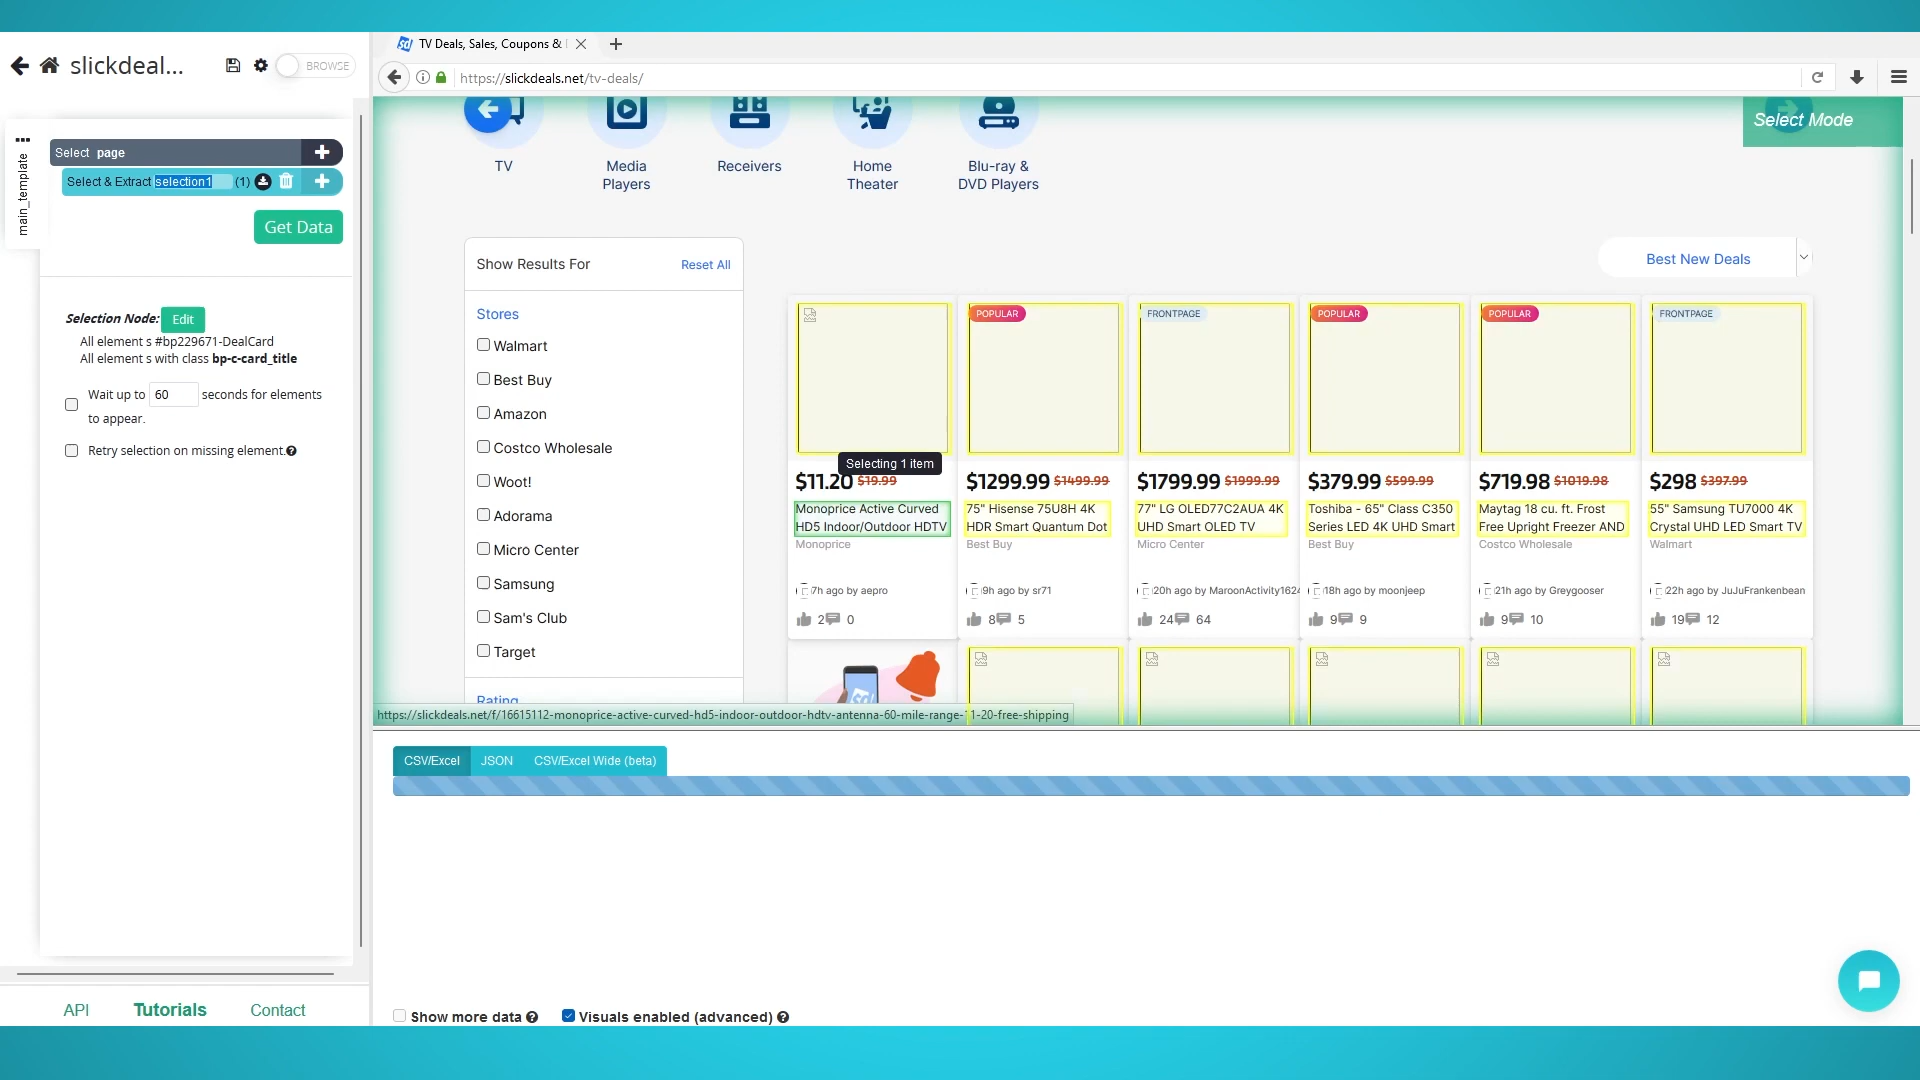 slickdeal...
BROWSE
TV Deals, Sales, Coupons &
https://slickdeals.net/tv-deals/
main_template
Select page
Select & Extract selection1 (1)
Get Data
Selection Node: Edit
All element s #bp229671-DealCard
All element s with class bp-c-card_title
Wait up to 60 seconds for elements
to appear.
Retry selection on missing element.
API Tutorials Contact
Select Mode
TV
Media
Players
Receivers
Home
Theater
Blu-ray &
DVD Players
Show Results For Reset All
Stores
Walmart
Best Buy
Amazon
Costco Wholesale
Woot!
Adorama
Micro Center
Samsung
Sam's Club
Target
Rating
Best New Deals
Selecting 1 item
$11.20 $19.99
Monoprice Active Curved
HD5 Indoor/Outdoor HDTV
Monoprice
7h ago by aepro
2 0
POPULAR
$1299.99 $1499.99
75" Hisense 75U8H 4K
HDR Smart Quantum Dot
Best Buy
9h ago by sr71
8 5
FRONTPAGE
$1799.99 $1999.99
77" LG OLED77C2AUA 4K
UHD Smart OLED TV
Micro Center
20h ago by MaroonActivity1624
24 64
POPULAR
$379.99 $599.99
Toshiba - 65" Class C350
Series LED 4K UHD Smart
Best Buy
18h ago by moonjeep
9 9
POPULAR
$719.98 $1019.98
Maytag 18 cu. ft. Frost
Free Upright Freezer AND
Costco Wholesale
21h ago by Greygooser
9 10
FRONTPAGE
$298 $397.99
55" Samsung TU7000 4K
Crystal UHD LED Smart TV
Walmart
22h ago by JuJuFrankenbean
19 12
https://slickdeals.net/f/16615112-monoprice-active-curved-hd5-indoor-outdoor-hdtv-antenna-60-mile-range-11-20-free-shipping
CSV/Excel JSON CSV/Excel Wide (beta)
Show more data Visuals enabled (advanced)